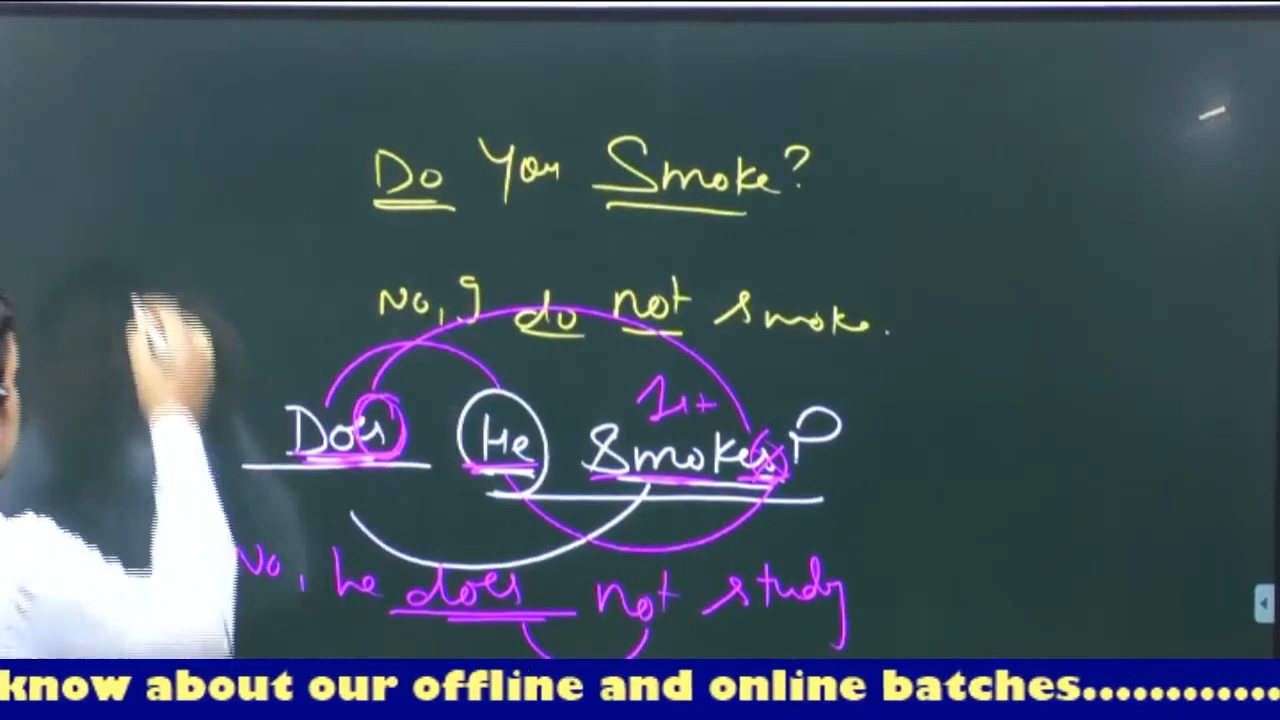 Do You Smoke?
No, I do not smoke.
Does He Smokes?
No, he does not study
know about our offline and online batches............